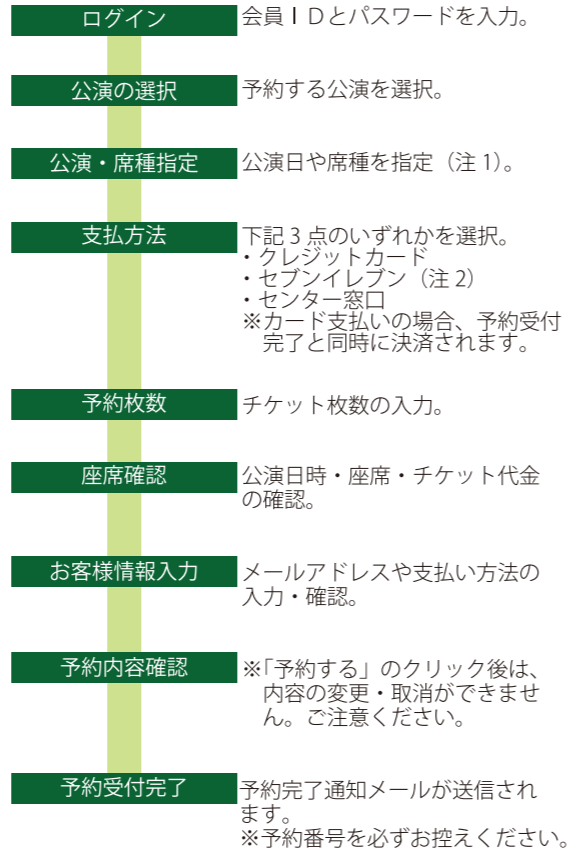 ログイン
会員ＩＤとパスワードを入力。
公演の選択
予約する公演を選択。
公演・席種指定
公演日や席種を指定（注 1）。
支払方法
下記 3 点のいずれかを選択。
・クレジットカード
・セブンイレブン（注 2）
・センター窓口
※カード支払いの場合、予約受付
完了と同時に決済されます。
予約枚数
チケット枚数の入力。
座席確認
公演日時・座席・チケット代金
の確認。
お客様情報入力
メールアドレスや支払い方法の
入力・確認。
予約内容確認
※「予約する」のクリック後は、
内容の変更・取消ができませ
ん。ご注意ください。
予約受付完了
予約完了通知メールが送信され
ます。
※予約番号を必ずお控えください。